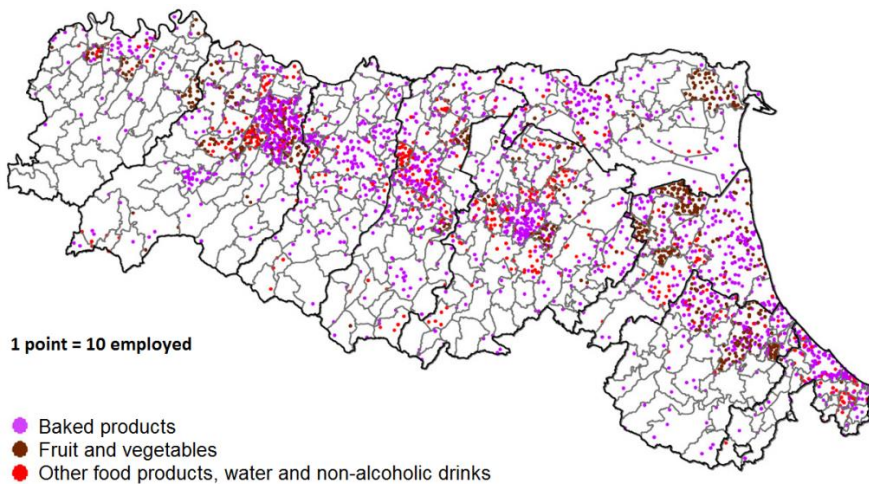 1 point = 10 employed
Baked products
Fruit and vegetables
Other food products, water and non-alcoholic drinks